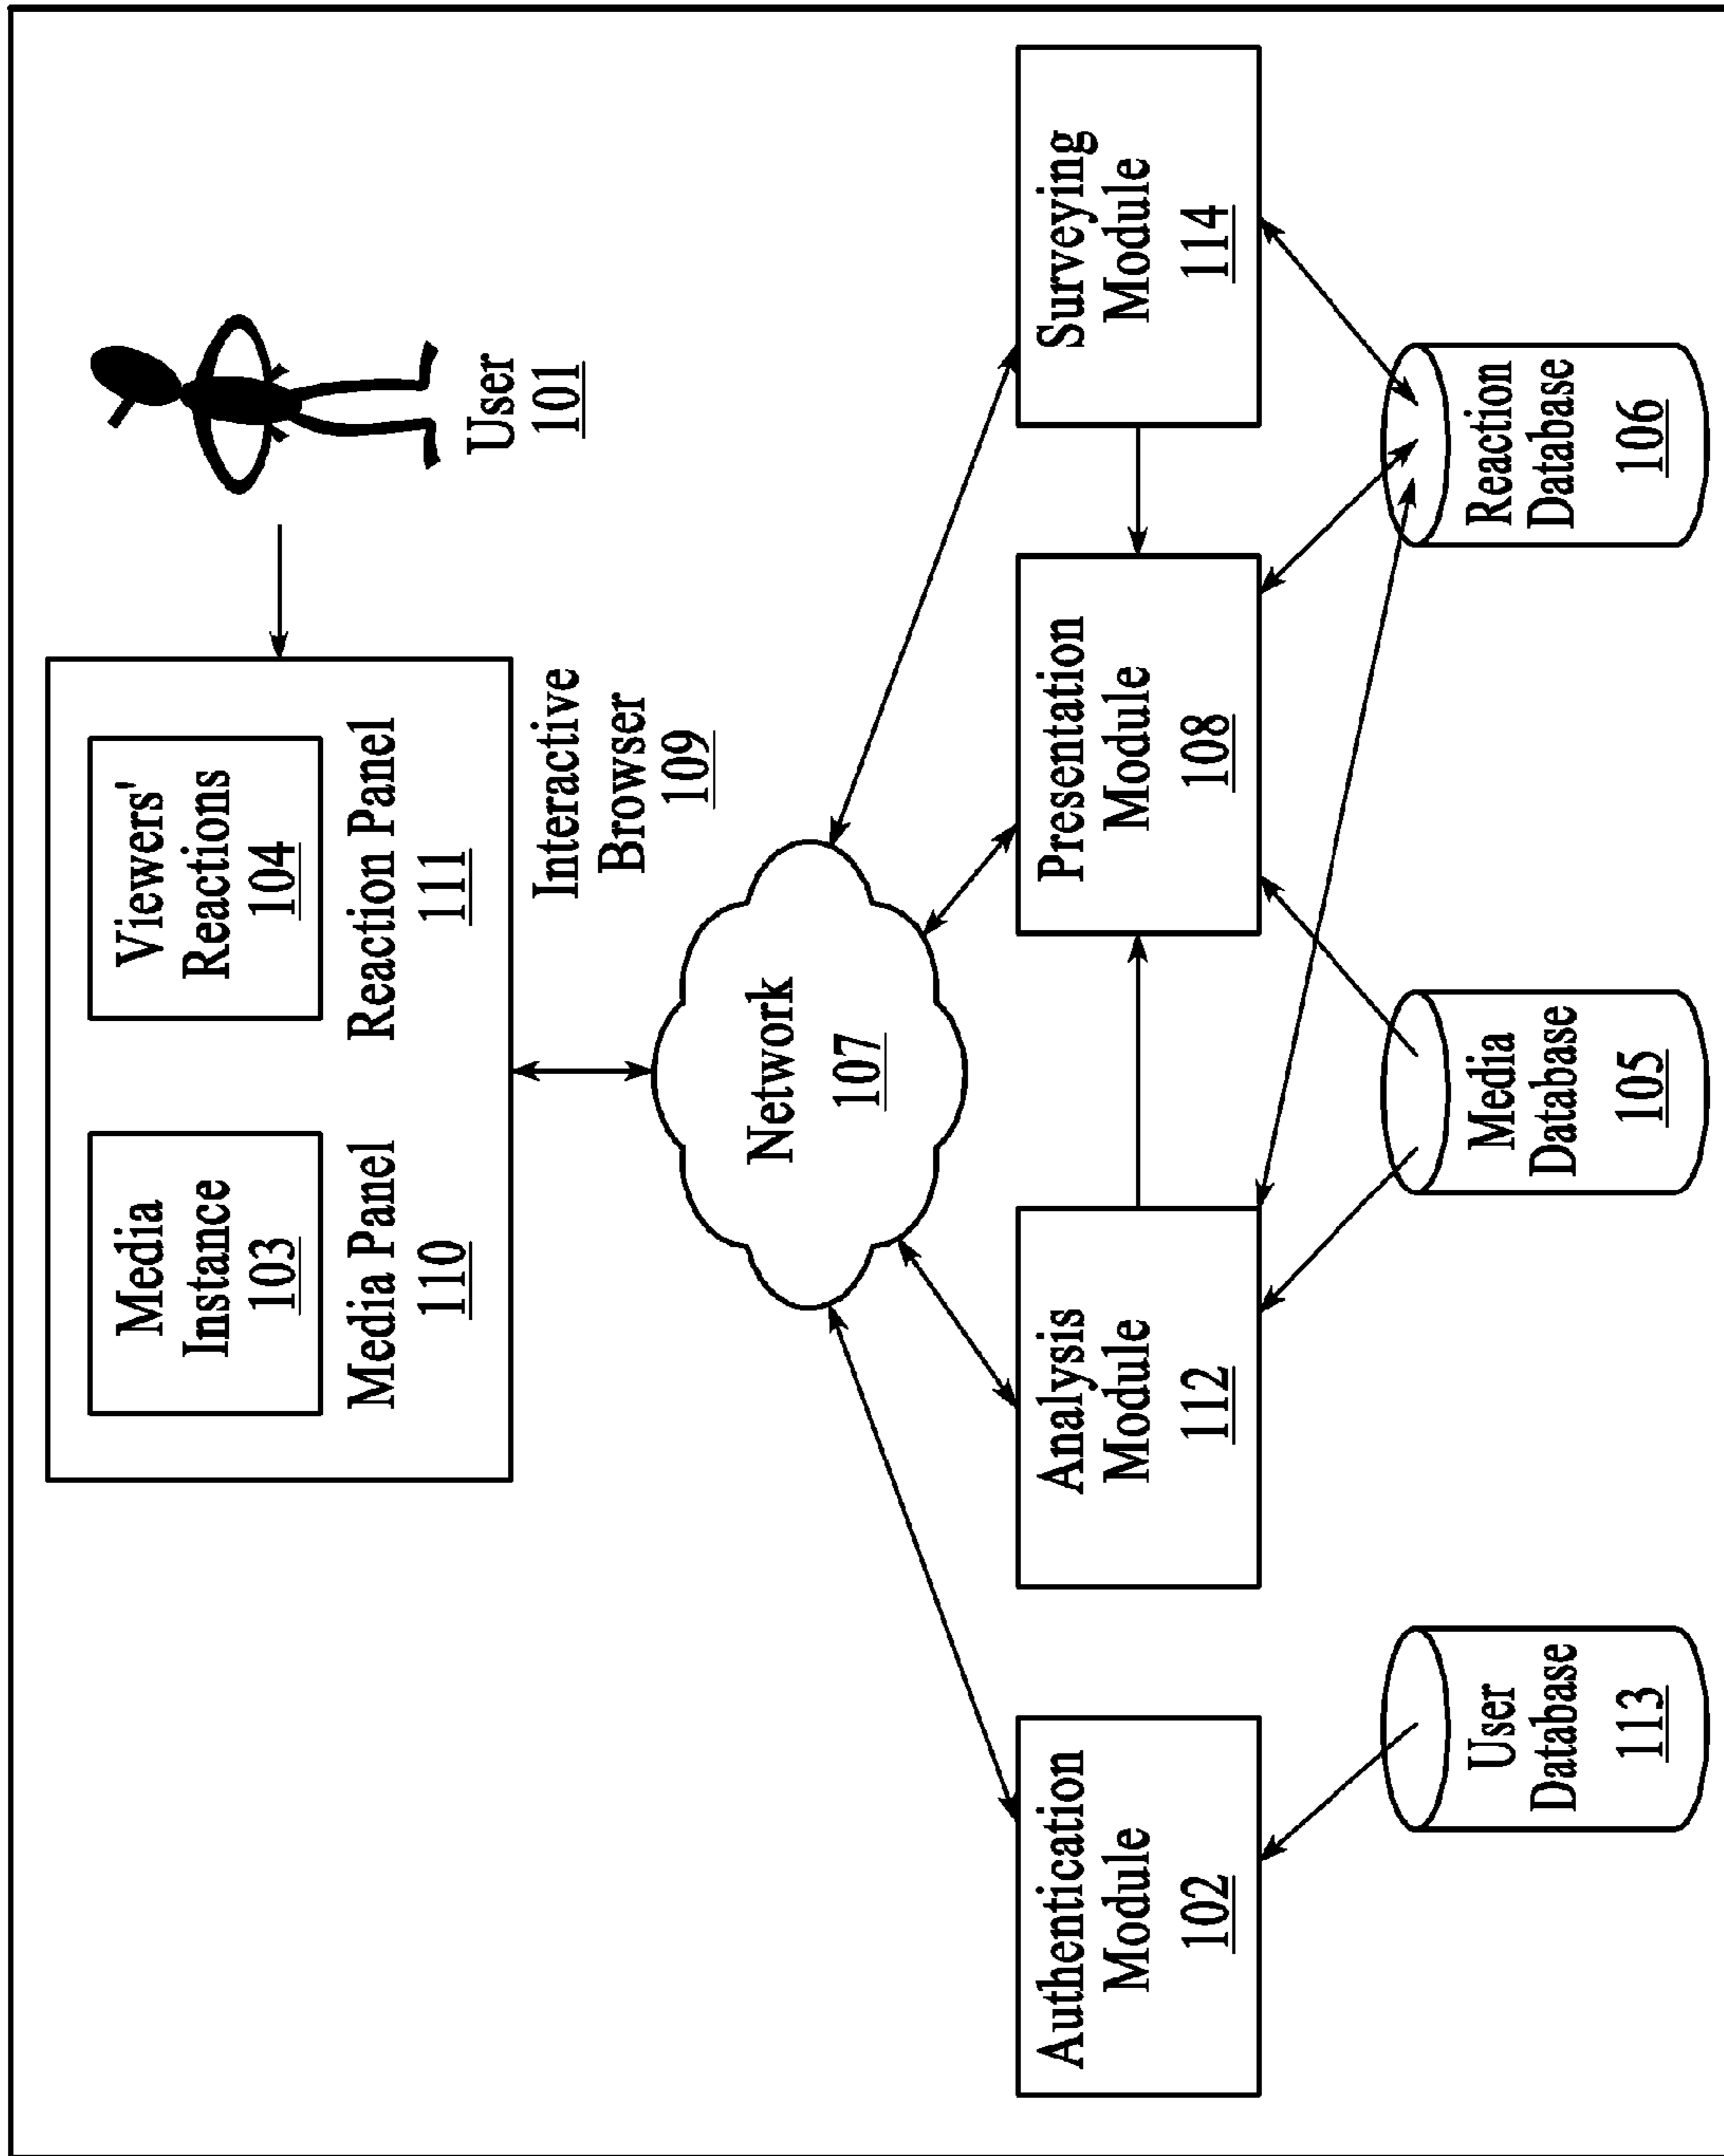 Media
Instance
103
Media Panel
110
Viewers'
Reactions
104
Reaction Panel
111
User
101
Interactive
Browser
109
Network
107
Authentication
Module
102
Analysis
Module
112
Presentation
Module
108
Surveying
Module
114
User
Database
113
Media
Database
105
Reaction
Database
106